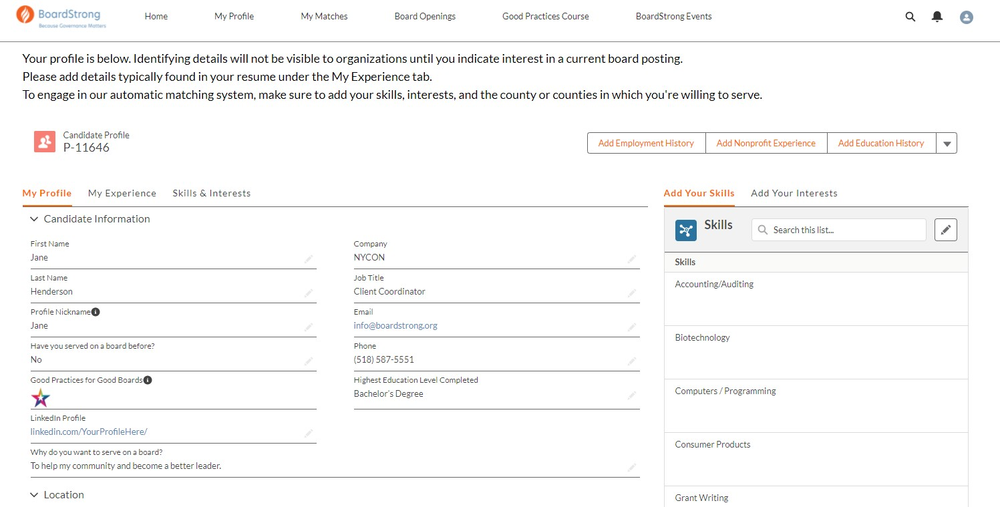 BoardStrong
Because Governance Matters
Home
My Profile
My Matches
Board Openings
Good Practices Course
BoardStrong Events
Your profile is below. Identifying details will not be visible to organizations until you indicate interest in a current board posting.
Please add details typically found in your resume under the My Experience tab.
To engage in our automatic matching system, make sure to add your skills, interests, and the county or counties in which you're willing to serve.
Candidate Profile
P-11646
Add Employment History
Add Nonprofit Experience
Add Education History
My Profile
My Experience
Skills & Interests
Candidate Information
First Name
Jane
Last Name
Henderson
Profile Nickname
Jane
Have you served on a board before?
No
Good Practices for Good Boards
LinkedIn Profile
linkedin.com/YourProfileHere/
Why do you want to serve on a board?
To help my community and become a better leader.
Company
NYCON
Job Title
Client Coordinator
Email
info@boardstrong.org
Phone
(518) 587-5551
Highest Education Level Completed
Bachelor's Degree
Location
Add Your Skills
Add Your Interests
Skills
Search this list...
Skills
Accounting/Auditing
Biotechnology
Computers / Programming
Consumer Products
Grant Writing